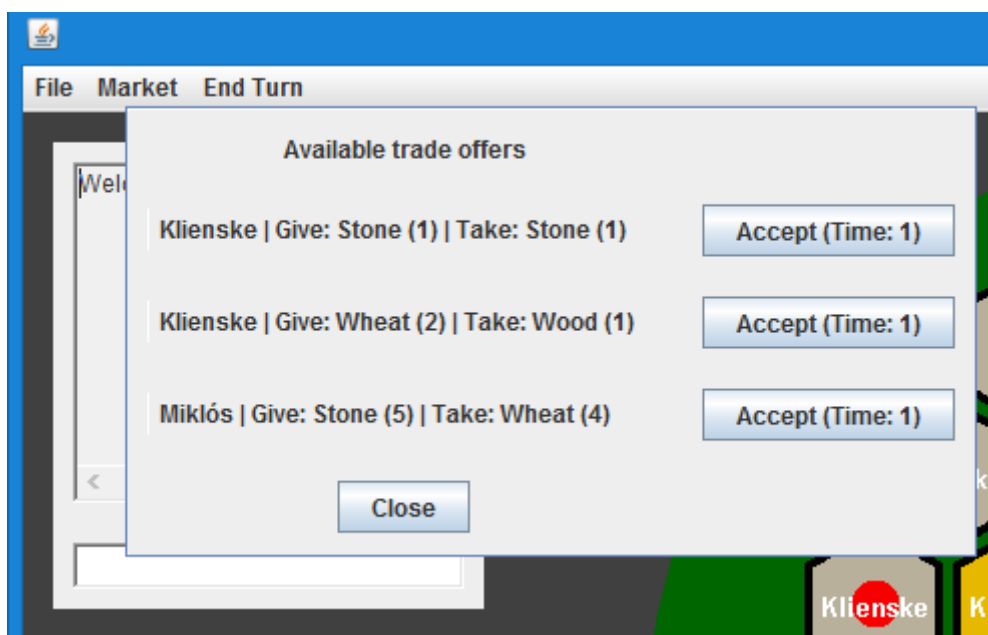 File Market End Turn
Available trade offers
Klienske | Give: Stone (1) | Take: Stone (1) Accept (Time: 1)
Klienske | Give: Wheat (2) | Take: Wood (1) Accept (Time: 1)
Miklós | Give: Stone (5) | Take: Wheat (4) Accept (Time: 1)
Close
Klienske